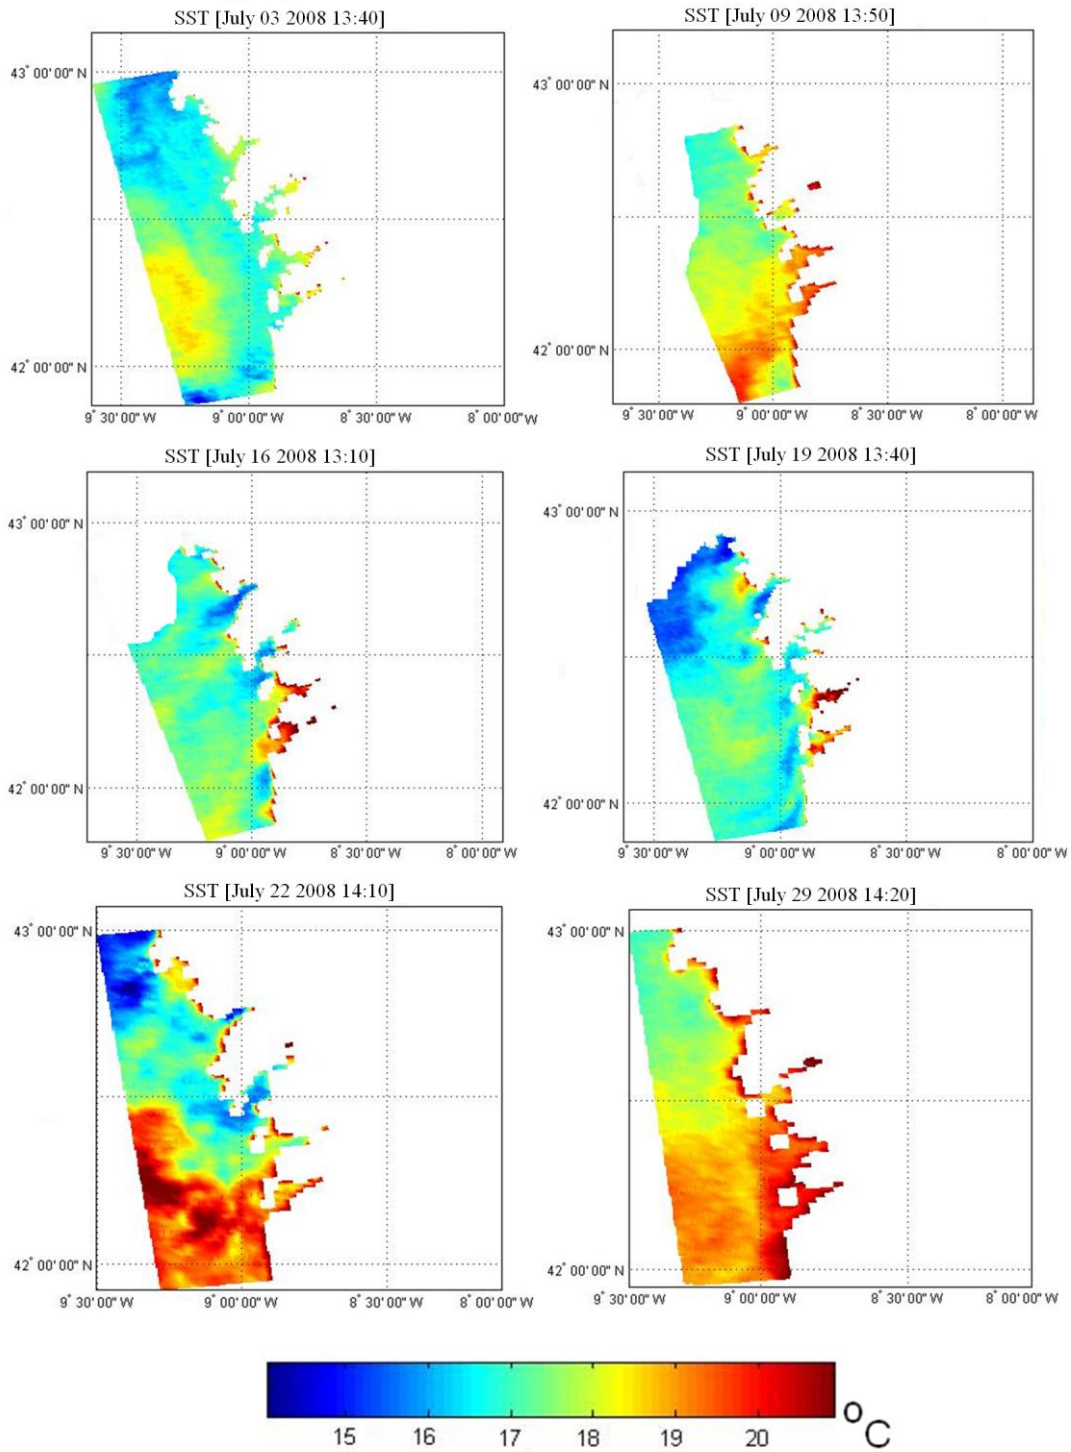 SST [July 03 2008 13:40]
SST [July 09 2008 13:50]
43° 00' 00" N
43° 00' 00" N
42° 00' 00" N
42° 00' 00" N
9° 30' 00" W 9° 00' 00" W 8° 30' 00" W 8° 00' 00" W
9° 30' 00" W 9° 00' 00" W 8° 30' 00" W 8° 00' 00" W
SST [July 16 2008 13:10]
SST [July 19 2008 13:40]
43° 00' 00" N
43° 00' 00" N
42° 00' 00" N
42° 00' 00" N
9° 30' 00" W 9° 00' 00" W 8° 30' 00" W 8° 00' 00" W
9° 30' 00" W 9° 00' 00" W 8° 30' 00" W 8° 00' 00" W
SST [July 22 2008 14:10]
SST [July 29 2008 14:20]
43° 00' 00" N
43° 00' 00" N
42° 00' 00" N
42° 00' 00" N
9° 30' 00" W 9° 00' 00" W 8° 30' 00" W 8° 00' 00" W
9° 30' 00" W 9° 00' 00" W 8° 30' 00" W 8° 00' 00" W
15 16 17 18 19 20 °C